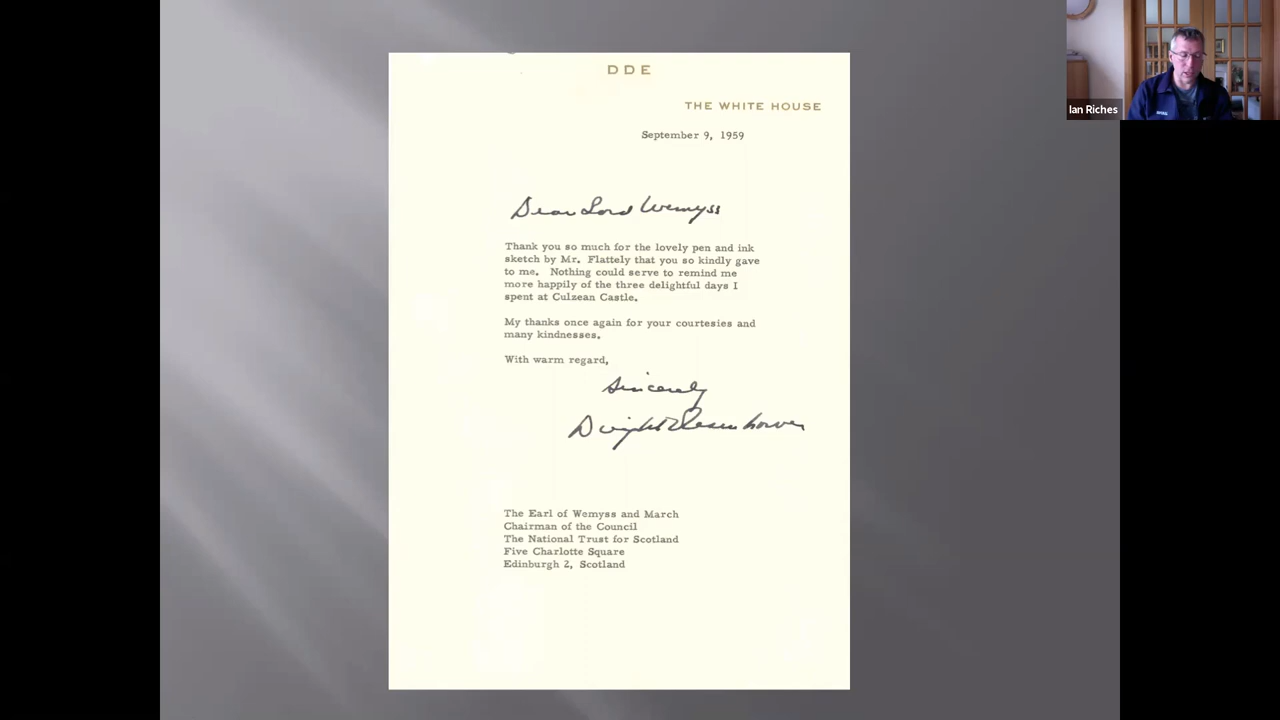 DDE
THE WHITE HOUSE
September 9, 1959
Dear Lord Wemyss
Thank you so much for the lovely pen and ink
sketch by Mr. Flattely that you so kindly gave
to me. Nothing could serve to remind me
more happily of the three delightful days I
spent at Culzean Castle.
My thanks once again for your courtesies and
many kindnesses.
With warm regard,
Sincerely
Dwight D Eisenhower
The Earl of Wemyss and March
Chairman of the Council
The National Trust for Scotland
Five Charlotte Square
Edinburgh 2, Scotland
Ian Riches